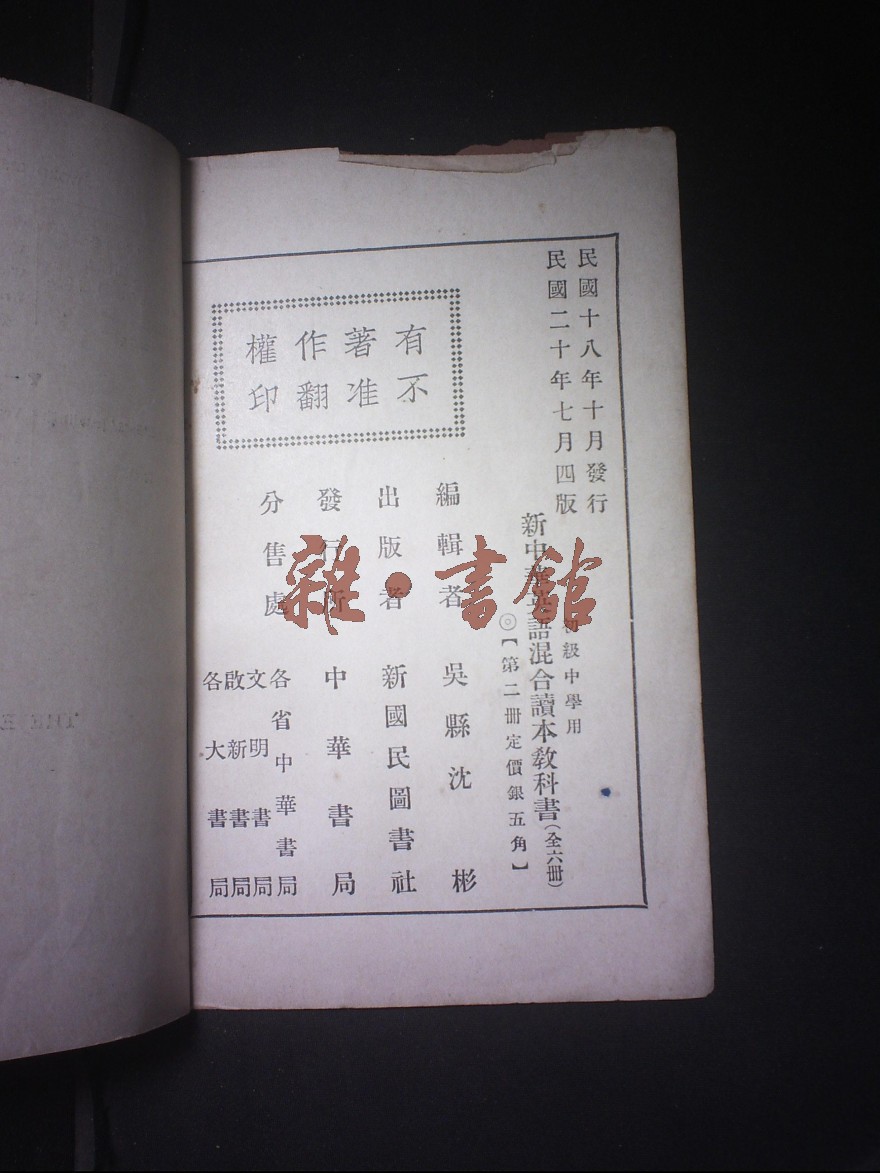 民國十八年十月發行
民國二十年七月四版
初級中學用
新中華英語混合讀本教科書(全六冊)
◎【第二冊定價銀五角】
有著作權
不准翻印
編輯者 吳縣沈彬
出版者 新國民圖書社
發行所 中華書局
分售處 各省中華書局
文明書局
啟新書局
各大書局
雜·書館